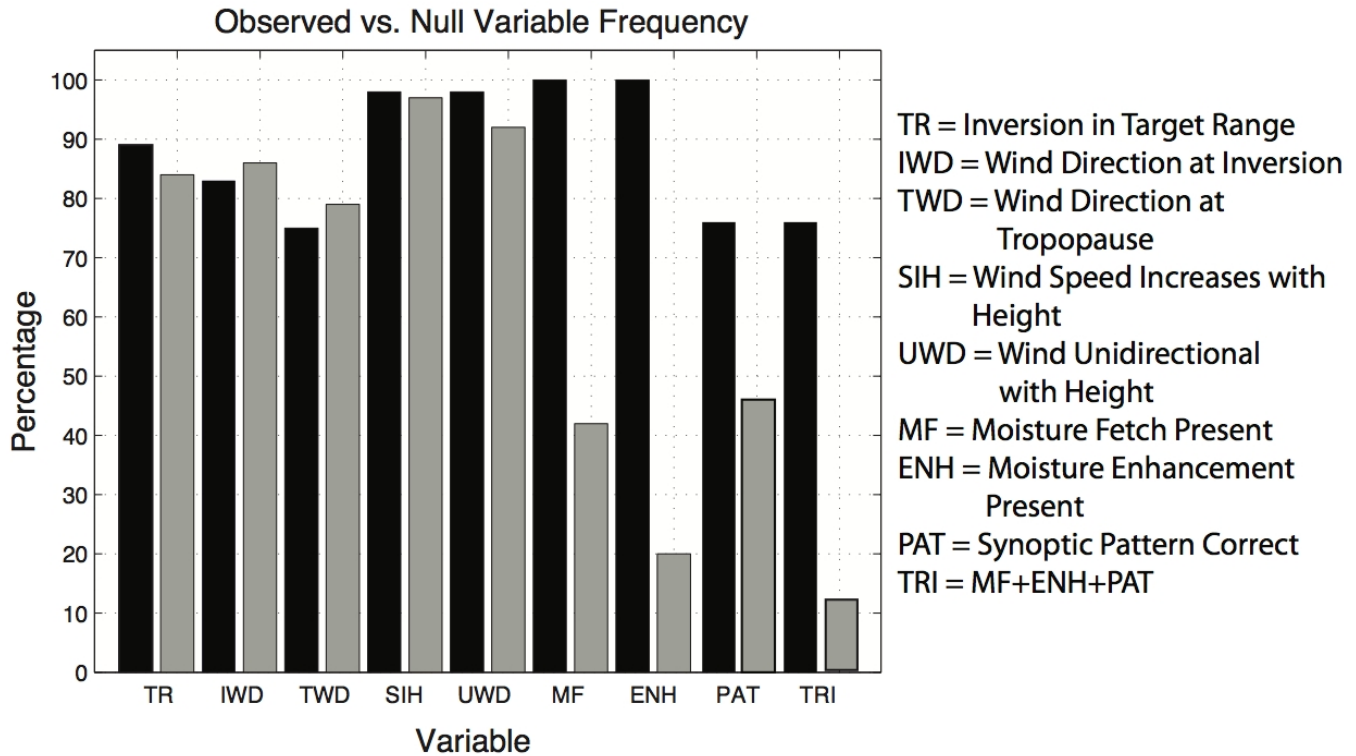 Observed vs. Null Variable Frequency
100
90
80
70
60
50
40
30
20
10
0
Percentage
TR IWD TWD SIH UWD MF ENH PAT TRI
Variable
TR = Inversion in Target Range
IWD = Wind Direction at Inversion
TWD = Wind Direction at
Tropopause
SIH = Wind Speed Increases with
Height
UWD = Wind Unidirectional
with Height
MF = Moisture Fetch Present
ENH = Moisture Enhancement
Present
PAT = Synoptic Pattern Correct
TRI = MF+ENH+PAT